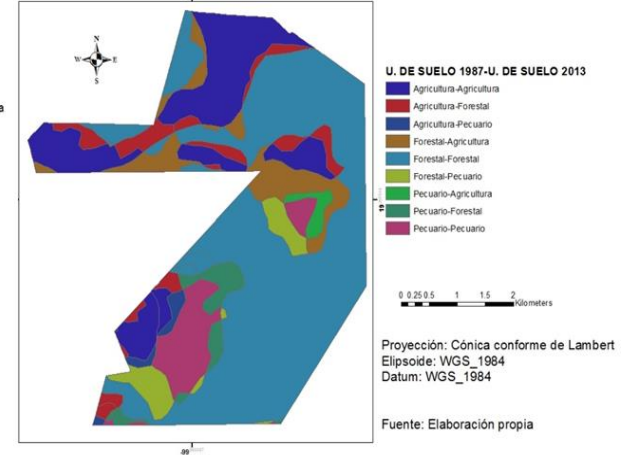 a
N
W E
S
U. DE SUELO 1987-U. DE SUELO 2013
Agricultura-Agricultura
Agricultura-Forestal
Agricultura-Pecuario
Forestal-Agricultura
Forestal-Forestal
Forestal-Pecuario
Pecuario-Agricultura
Pecuario-Forestal
Pecuario-Pecuario
19
0 0.25 0.5 1 1.5 2
Kilometers
Proyección: Cónica conforme de Lambert
Elipsoide: WGS_1984
Datum: WGS_1984
Fuente: Elaboración propia
-99